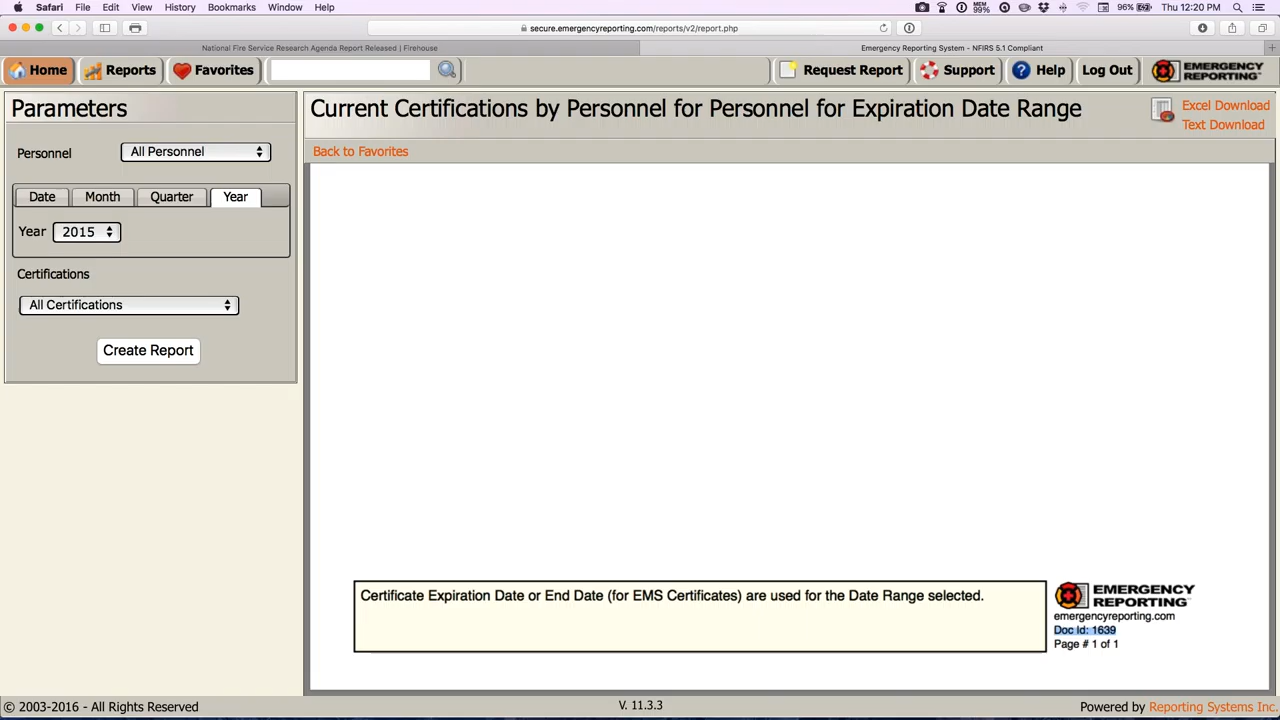 Safari File Edit View History Bookmarks Window Help
MEM 99% 96% Thu 12:20 PM
secure.emergencyreporting.com/reports/v2/report.php
National Fire Service Research Agenda Report Released | Firehouse
Emergency Reporting System - NFIRS 5.1 Compliant
Home Reports Favorites Request Report Support Help Log Out EMERGENCY REPORTING
Parameters
Personnel All Personnel
Date Month Quarter Year
Year 2015
Certifications
All Certifications
Create Report
Current Certifications by Personnel for Personnel for Expiration Date Range
Excel Download
Text Download
Back to Favorites
Certificate Expiration Date or End Date (for EMS Certificates) are used for the Date Range selected.
EMERGENCY
REPORTING
emergencyreporting.com
Doc Id: 1639
Page # 1 of 1
© 2003-2016 - All Rights Reserved
V. 11.3.3
Powered by Reporting Systems Inc.